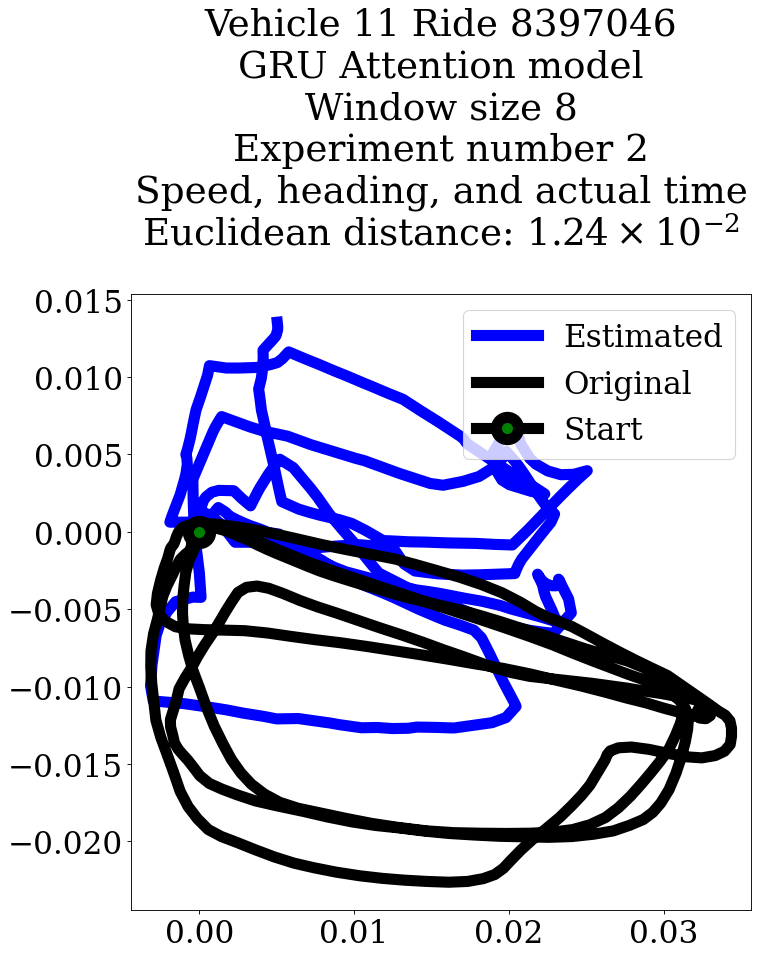 Vehicle 11 Ride 8397046
GRU Attention model
Window size 8
Experiment number 2
Speed, heading, and actual time
Euclidean distance: 1.24 × 10⁻²
0.015
0.010
0.005
0.000
−0.005
−0.010
−0.015
−0.020
Estimated
Original
Start
0.00 0.01 0.02 0.03